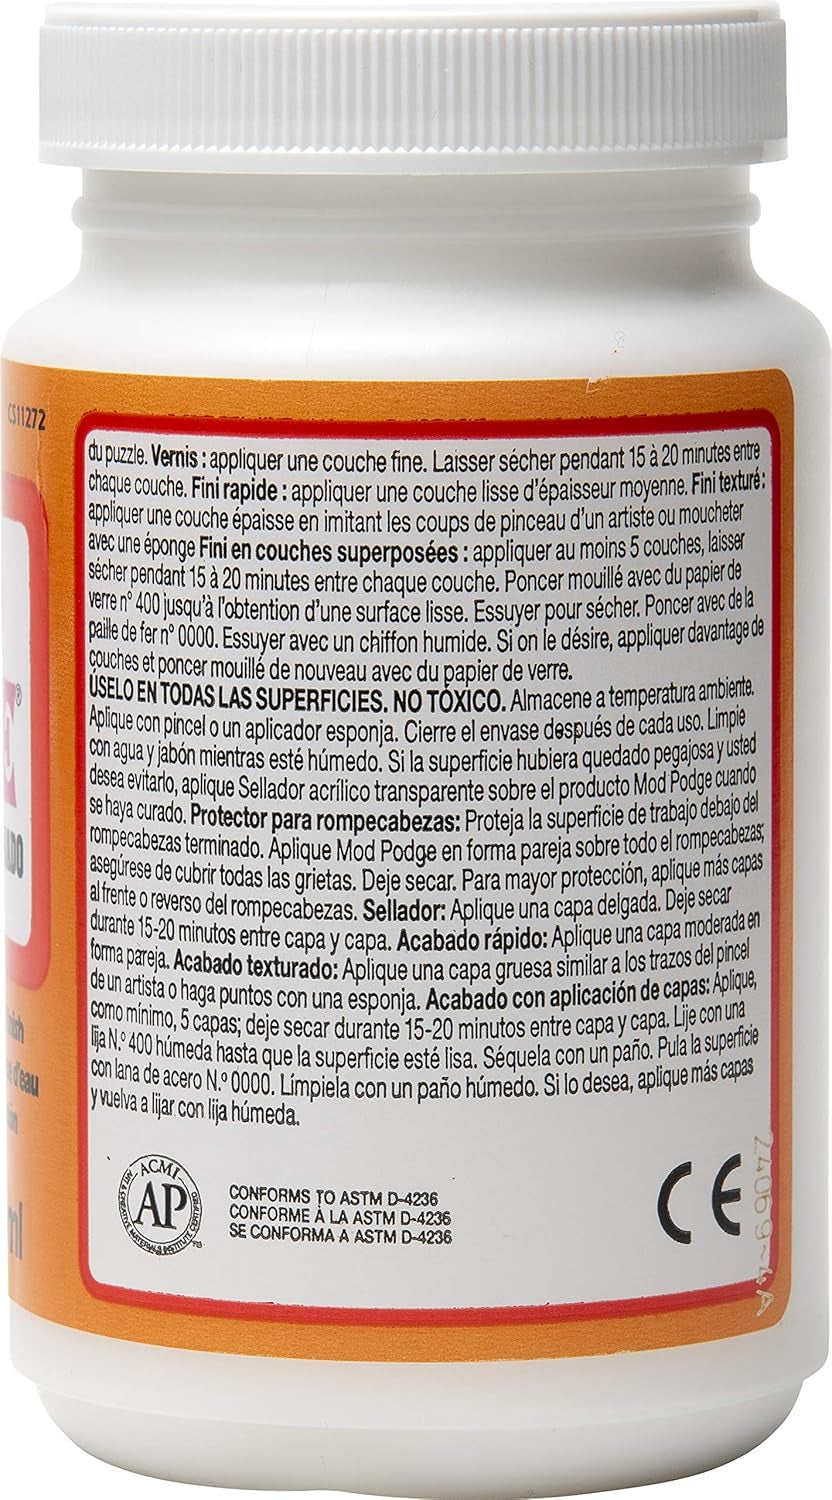 CS11272
du puzzle. Vernis : appliquer une couche fine. Laisser sécher pendant 15 à 20 minutes entre
chaque couche. Fini rapide : appliquer une couche lisse d'épaisseur moyenne. Fini texturé :
appliquer une couche épaisse en imitant les coups de pinceau d'un artiste ou moucheter
avec une éponge Fini en couches superposées : appliquer au moins 5 couches, laisser
sécher pendant 15 à 20 minutes entre chaque couche. Poncer mouillé avec du papier de
verre n° 400 jusqu'à l'obtention d'une surface lisse. Essuyer pour sécher. Poncer avec de la
paille de fer n° 0000. Essuyer avec un chiffon humide. Si on le désire, appliquer davantage de
couches et poncer mouillé de nouveau avec du papier de verre.
ÚSELO EN TODAS LAS SUPERFICIES. NO TÓXICO. Almacene a temperatura ambiente.
Aplique con pincel o un aplicador esponja. Cierre el envase después de cada uso. Limpie
con agua y jabón mientras esté húmedo. Si la superficie hubiera quedado pegajosa y usted
desea evitarlo, aplique Sellador acrílico transparente sobre el producto Mod Podge cuando
se haya curado. Protector para rompecabezas: Proteja la superficie de trabajo debajo del
rompecabezas terminado. Aplique Mod Podge en forma pareja sobre todo el rompecabezas;
asegúrese de cubrir todas las grietas. Deje secar. Para mayor protección, aplique más capas
al frente o reverso del rompecabezas. Sellador: Aplique una capa delgada. Deje secar
durante 15-20 minutos entre capa y capa. Acabado rápido: Aplique una capa moderada en
forma pareja. Acabado texturado: Aplique una capa gruesa similar a los trazos del pincel
de un artista o haga puntos con una esponja. Acabado con aplicación de capas: Aplique,
como mínimo, 5 capas; deje secar durante 15-20 minutos entre capa y capa. Lije con una
lija N.º 400 húmeda hasta que la superficie esté lisa. Séquela con un paño. Pula la superficie
con lana de acero N.º 0000. Límpiela con un paño húmedo. Si lo desea, aplique más capas
y vuelva a lijar con lija húmeda.
E®
d'eau
ml
ACMI
AP
ART & CREATIVE MATERIALS INSTITUTE CERTIFIED
CONFORMS TO ASTM D-4236
CONFORME À LA ASTM D-4236
SE CONFORMA A ASTM D-4236
CE